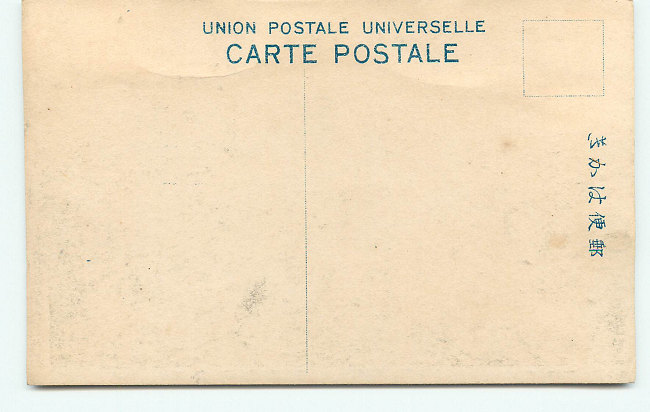 UNION POSTALE UNIVERSELLE
CARTE POSTALE
郵便はかき